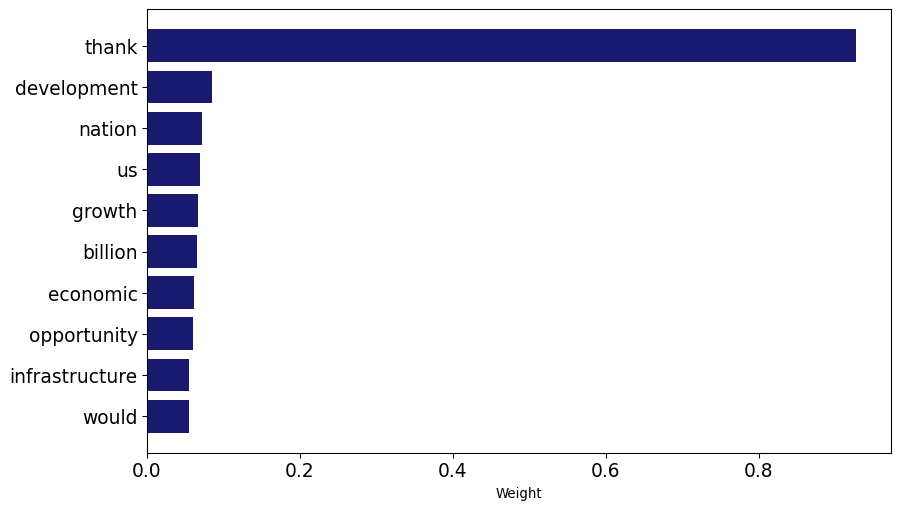 thank
development
nation
us
growth
billion
economic
opportunity
infrastructure
would
0.0 0.2 0.4 0.6 0.8
Weight